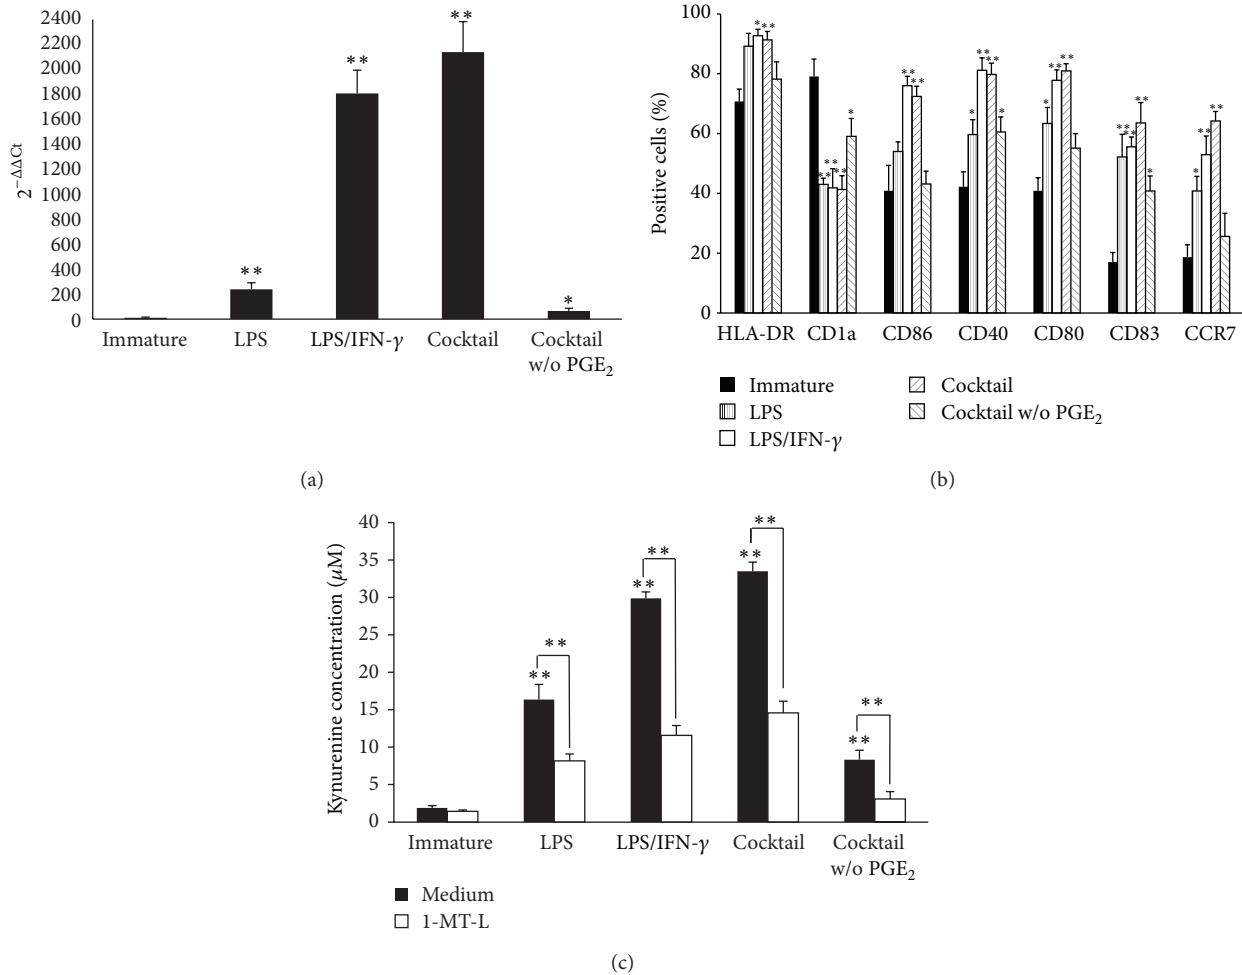 2400
2200
2000
1800
1600
1400
1200
1000
800
600
400
200
0
2^−ΔΔCt
**
**
**
*
Immature LPS LPS/IFN-γ Cocktail Cocktail
w/o PGE₂
(a)
100
80
60
40
20
0
Positive cells (%)
* **
** ** ** *
** **
* ** ** *
* ** **
** ** ** *
* ** **
HLA-DR CD1a CD86 CD40 CD80 CD83 CCR7
Immature
LPS
LPS/IFN-γ
Cocktail
Cocktail w/o PGE₂
(b)
40
35
30
25
20
15
10
5
0
Kynurenine concentration (μM)
**
**
**
**
**
**
**
**
Immature LPS LPS/IFN-γ Cocktail Cocktail
w/o PGE₂
Medium
1-MT-L
(c)